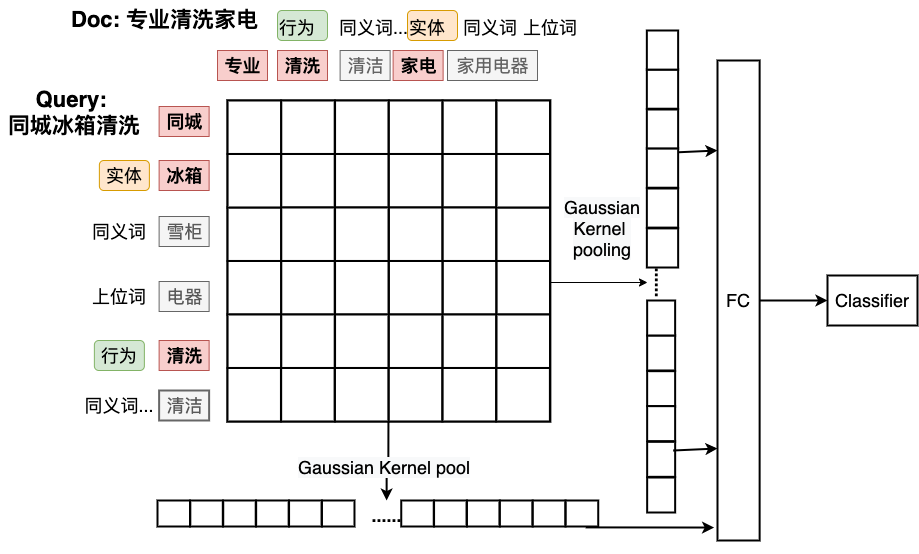 Doc: 专业清洗家电
行为 同义词...实体 同义词 上位词
专业 清洗 清洁 家电 家用电器
Query:
同城冰箱清洗
同城
实体 冰箱
同义词 雪柜
上位词 电器
行为 清洗
同义词... 清洁
Gaussian
Kernel
pooling
Gaussian Kernel pool
FC
Classifier